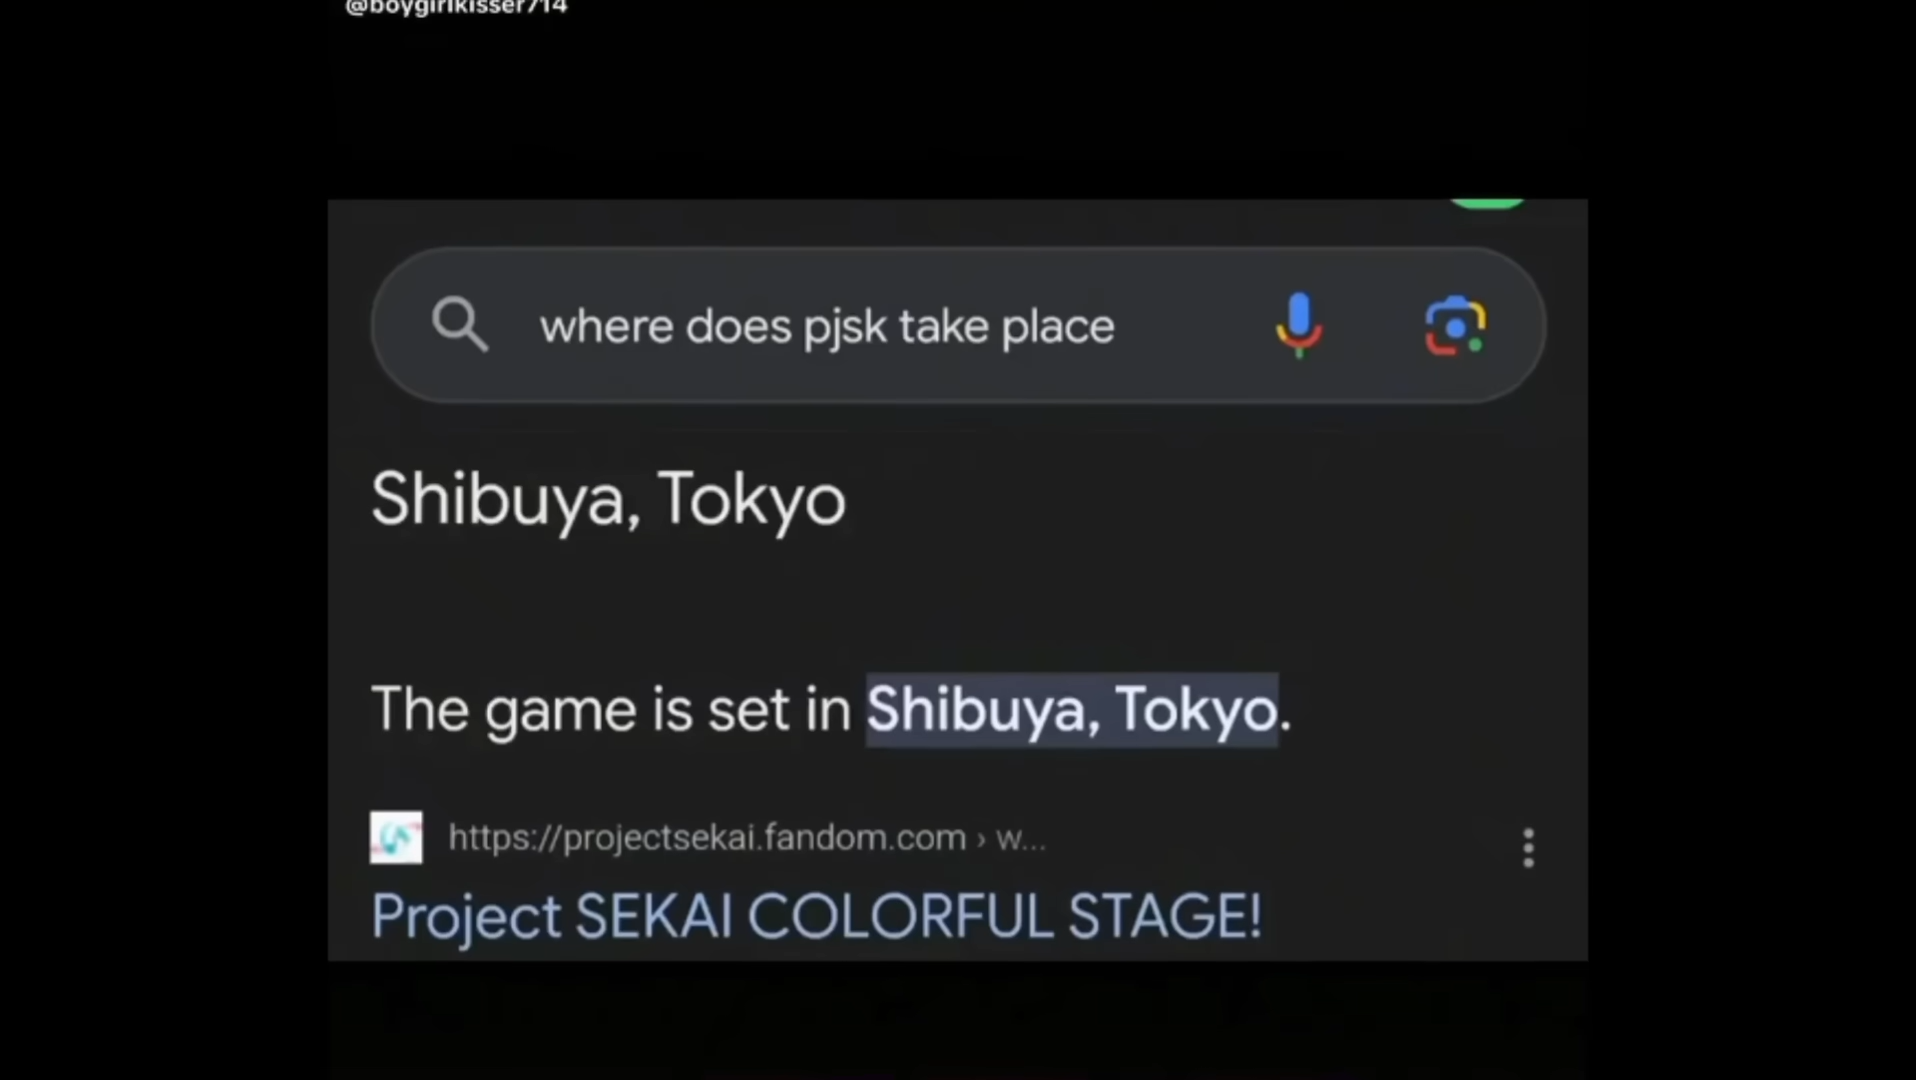 @boygirlkisser714
where does pjsk take place
Shibuya, Tokyo
The game is set in Shibuya, Tokyo.
https://projectsekai.fandom.com › w...
Project SEKAI COLORFUL STAGE!